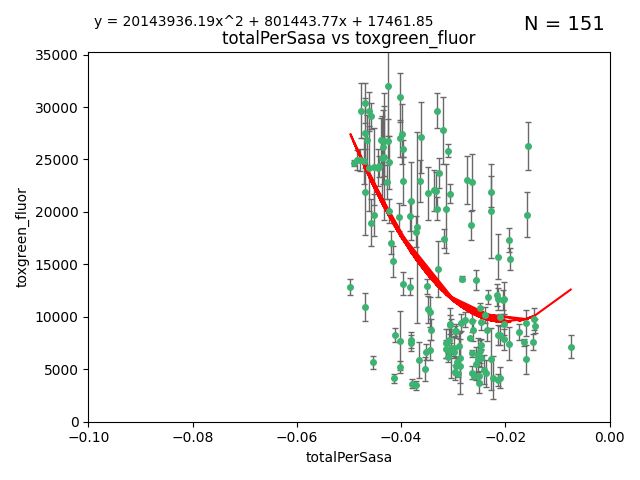 y = 20143936.19x^2 + 801443.77x + 17461.85
N = 151
totalPerSasa vs toxgreen_fluor
35000
30000
25000
20000
15000
10000
5000
0
toxgreen_fluor
−0.10
−0.08
−0.06
−0.04
−0.02
0.00
totalPerSasa